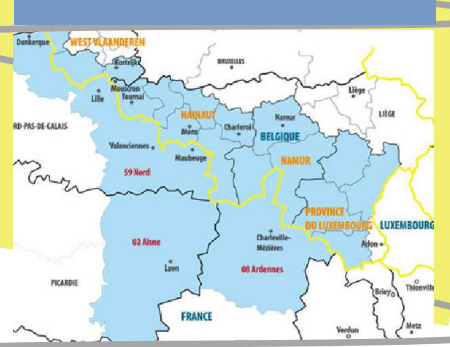 Dunkerque
WEST-VLAANDEREN
Kortrijk
BRUXELLES
Mouscron
Tournai
Lille
Liège
LIÈGE
RD-PAS-DE-CALAIS
HAINAUT
Mons
Charleroi
Namur
BELGIQUE
Valenciennes
Maubeuge
NAMUR
59 Nord
PROVINCE
DU LUXEMBOURG
LUXEMBOURG
02 Aisne
Charleville-
Mézières
Arlon
Laon
08 Ardennes
PICARDIE
Briey
Thionville
FRANCE
Verdun
Metz